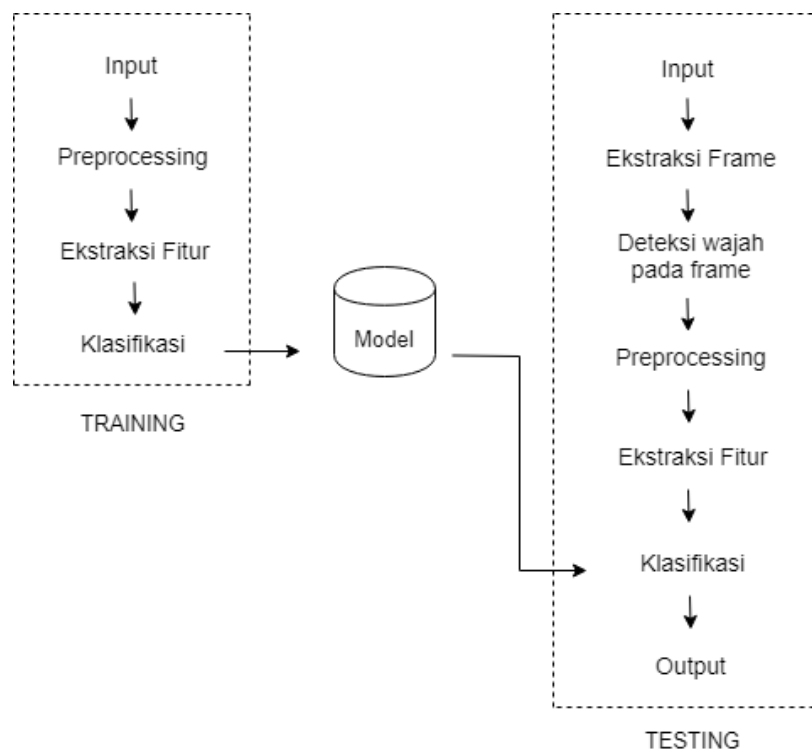 Input
Preprocessing
Ekstraksi Fitur
Klasifikasi
TRAINING
Model
Input
Ekstraksi Frame
Deteksi wajah
pada frame
Preprocessing
Ekstraksi Fitur
Klasifikasi
Output
TESTING